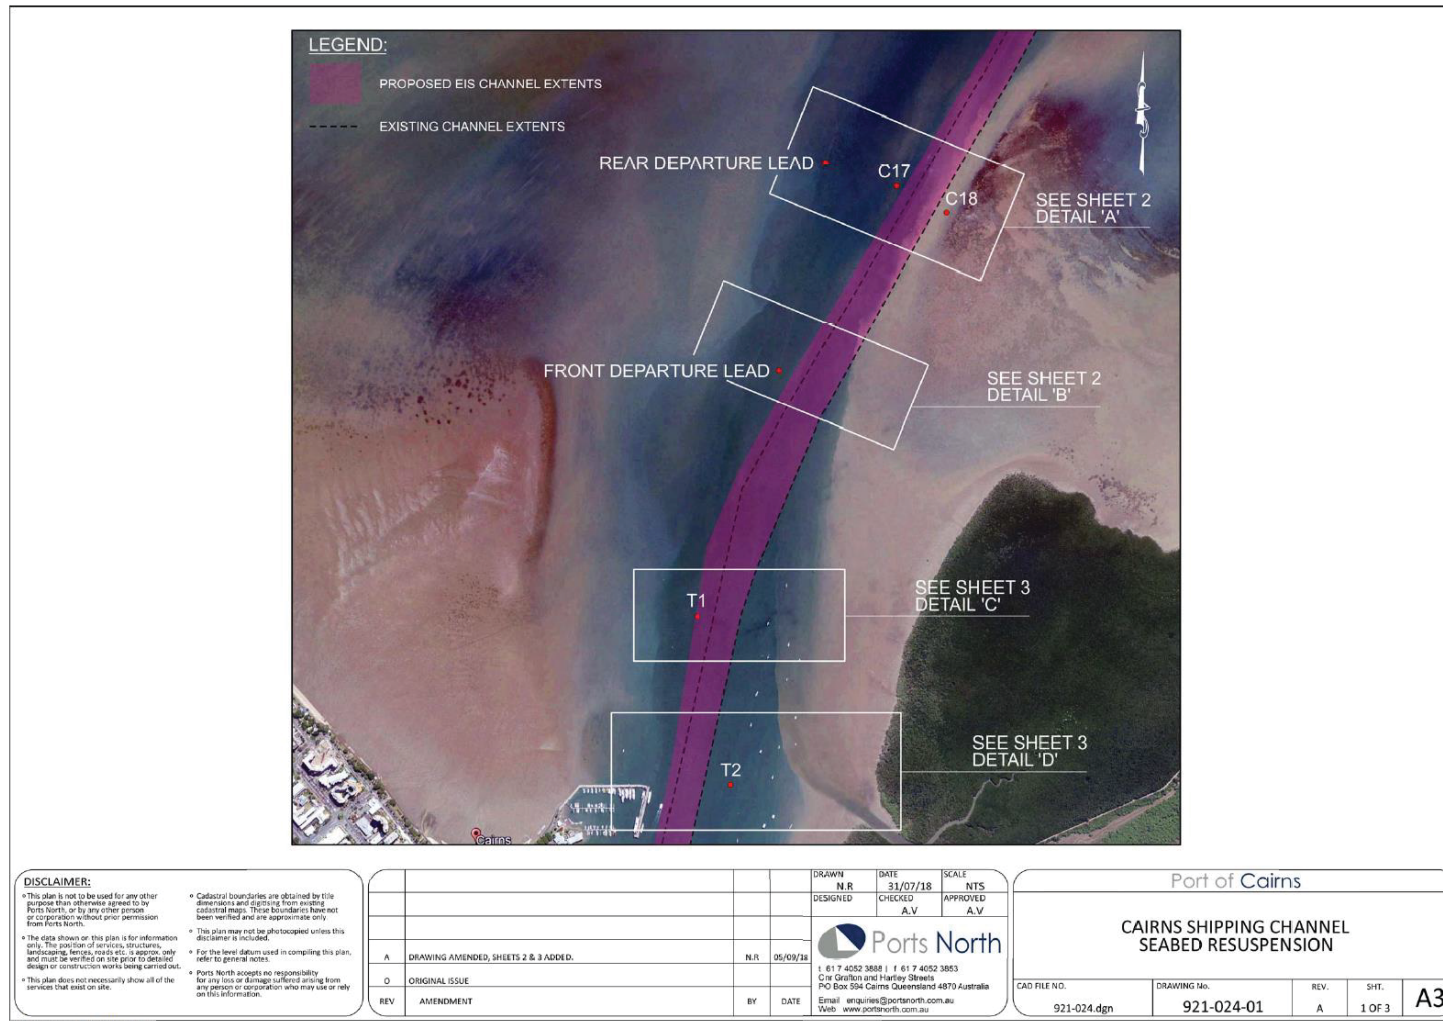 LEGEND:
PROPOSED EIS CHANNEL EXTENTS
EXISTING CHANNEL EXTENTS
REAR DEPARTURE LEAD
C17
C18
SEE SHEET 2
DETAIL 'A'
FRONT DEPARTURE LEAD
SEE SHEET 2
DETAIL 'B'
T1
SEE SHEET 3
DETAIL 'C'
T2
SEE SHEET 3
DETAIL 'D'
Cairns
DISCLAIMER:
This plan is not to be used for any other
purpose than otherwise agreed to by
Ports North, or by any other person
or corporation without prior permission
from Ports North.
The data shown on this plan is for information
only. The position of services, structures,
landscaping, fences, roads etc. is approx. only
and must be verified on site prior to detailed
design or construction works being carried out.
This plan does not necessarily show all of the
services that exist on site.
Cadastral boundaries are obtained by title
dimensions and digitising from existing
cadastral maps. These boundaries have not
been verified and are approximate only
This plan may not be photocopied unless this
disclaimer is included.
For the level datum used in compiling this plan,
refer to general notes.
Ports North accepts no responsibility
for any loss or damage suffered arising from
any person or corporation who may use or rely
on this information.
A DRAWING AMENDED, SHEETS 2 & 3 ADDED. N.R 05/09/18
O ORIGINAL ISSUE
REV AMENDMENT BY DATE
DRAWN DATE SCALE
N.R 31/07/18 NTS
DESIGNED CHECKED APPROVED
A.V A.V
Ports North
t 61 7 4052 3888 | f 61 7 4052 3853
Cnr Grafton and Hartley Streets
PO Box 594 Cairns Queensland 4870 Australia
Email enquiries@portsnorth.com.au
Web www.portsnorth.com.au
Port of Cairns
CAIRNS SHIPPING CHANNEL
SEABED RESUSPENSION
CAD FILE NO. DRAWING No. REV. SHT.
921-024.dgn 921-024-01 A 1 OF 3 A3